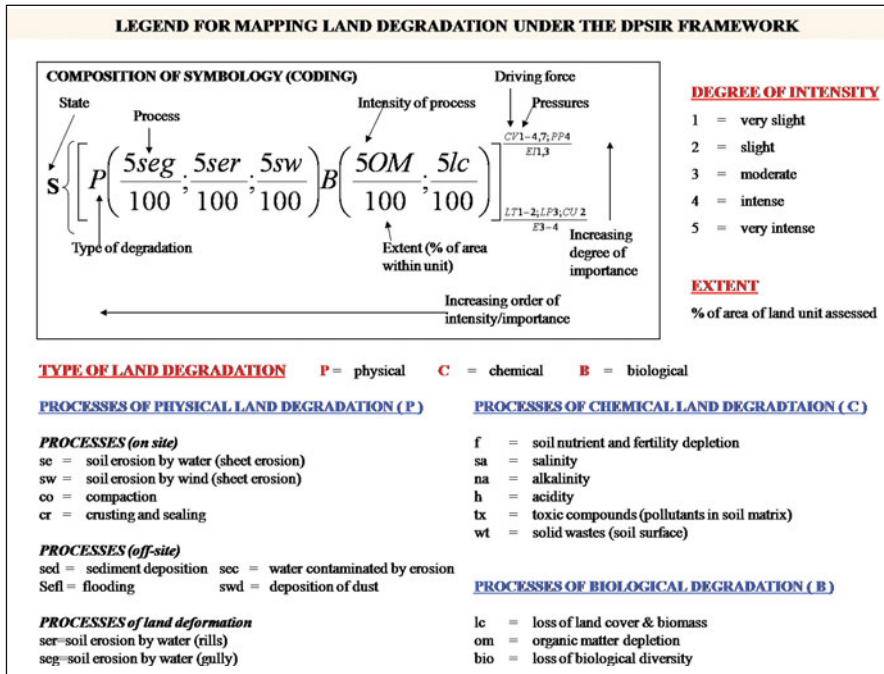 LEGEND FOR MAPPING LAND DEGRADATION UNDER THE DPSIR FRAMEWORK
COMPOSITION OF SYMBOLOGY (CODING)
State
Process
Intensity of process
Driving force
Pressures
S { [ P ( 5seg/100 ; 5ser/100 ; 5sw/100 ) B ( 5OM/100 ; 5lc/100 ) ]
CV1-4,7; PP4
EI1,3
LT1-2; LP3; CU 2
E3-4
Type of degradation
Extent (% of area
within unit)
Increasing
degree of
importance
Increasing order of
intensity/importance
DEGREE OF INTENSITY
1 = very slight
2 = slight
3 = moderate
4 = intense
5 = very intense
EXTENT
% of area of land unit assessed
TYPE OF LAND DEGRADATION P = physical C = chemical B = biological
PROCESSES OF PHYSICAL LAND DEGRADATION ( P )
PROCESSES (on site)
se = soil erosion by water (sheet erosion)
sw = soil erosion by wind (sheet erosion)
co = compaction
cr = crusting and sealing
PROCESSES (off-site)
sed = sediment deposition sec = water contaminated by erosion
Sefl = flooding swd = deposition of dust
PROCESSES of land deformation
ser=soil erosion by water (rills)
seg=soil erosion by water (gully)
PROCESSES OF CHEMICAL LAND DEGRADTAION ( C )
f = soil nutrient and fertility depletion
sa = salinity
na = alkalinity
h = acidity
tx = toxic compounds (pollutants in soil matrix)
wt = solid wastes (soil surface)
PROCESSES OF BIOLOGICAL DEGRADATION ( B )
lc = loss of land cover & biomass
om = organic matter depletion
bio = loss of biological diversity